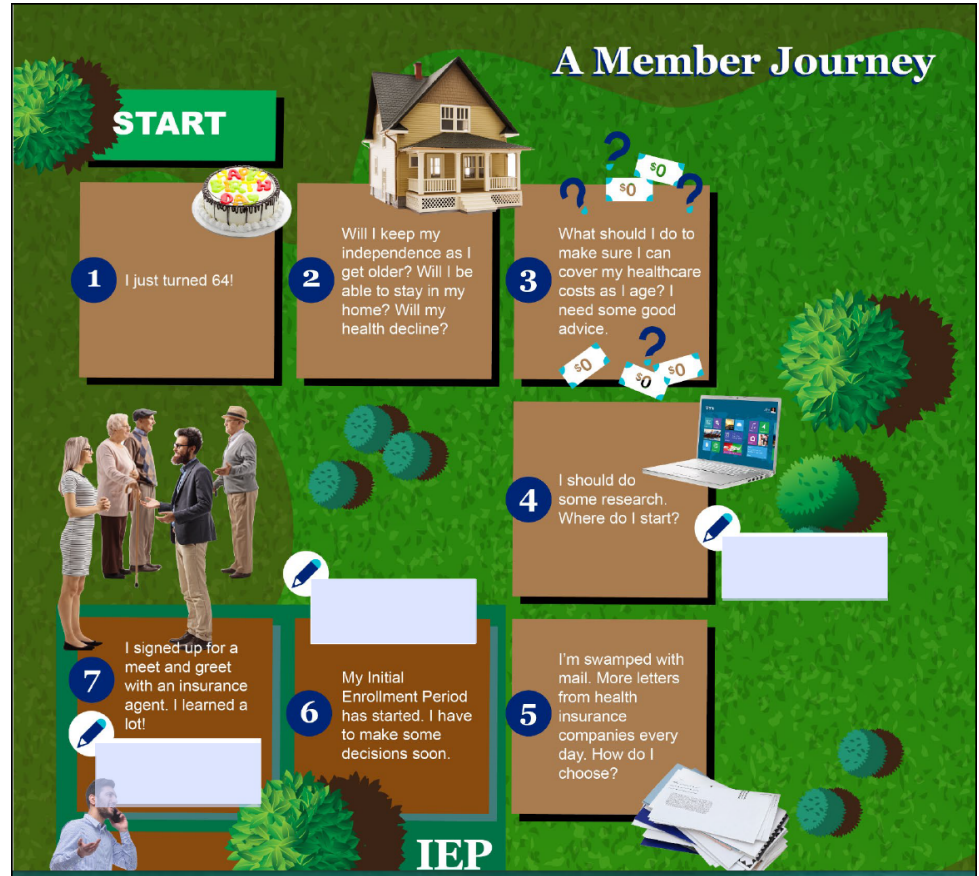 A Member Journey
START
HAPPY
BIRTH
DAY
1
I just turned 64!
2
Will I keep my
independence as I
get older? Will I be
able to stay in my
home? Will my
health decline?
?
$0
$0
?
?
3
What should I do to
make sure I can
cover my healthcare
costs as I age? I
need some good
advice.
?
$0
$0
$0
4
I should do
some research.
Where do I start?
5
I’m swamped with
mail. More letters
from health
insurance
companies every
day. How do I
choose?
6
My Initial
Enrollment Period
has started. I have
to make some
decisions soon.
7
I signed up for a
meet and greet
with an insurance
agent. I learned a
lot!
IEP